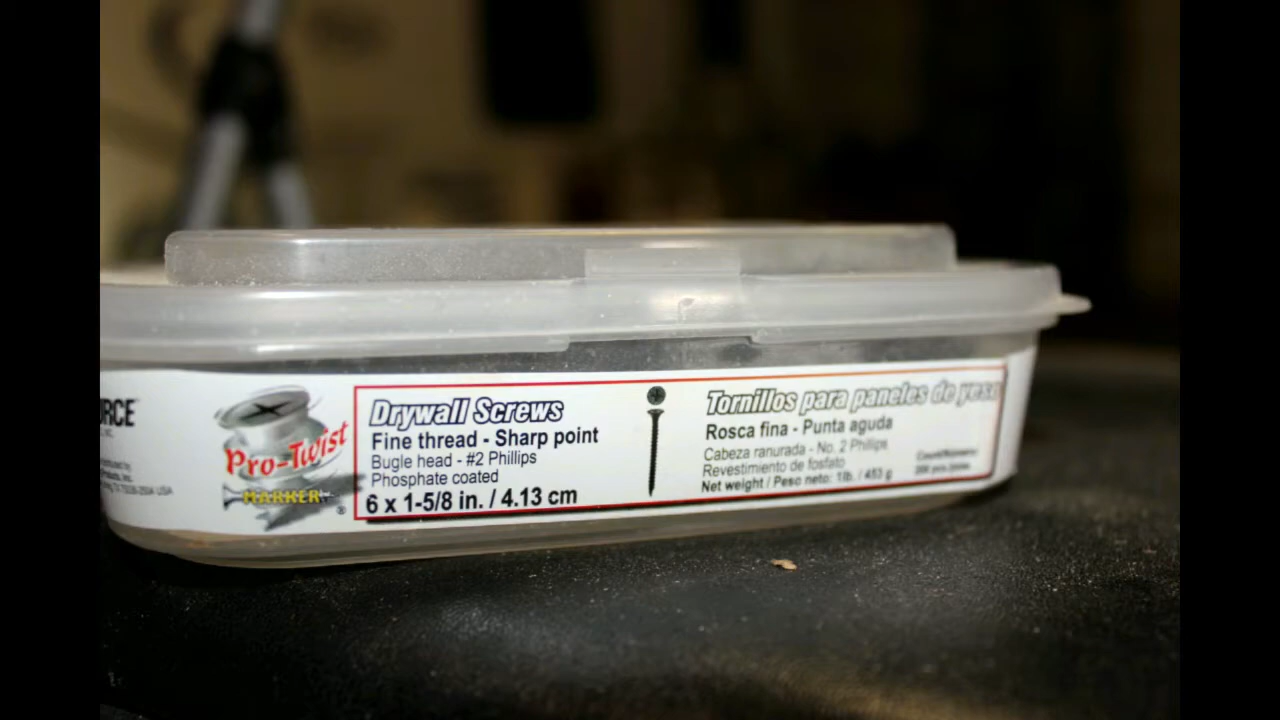 Pro-Twist
MARKER
®
Drywall Screws
Fine thread - Sharp point
Bugle head - #2 Phillips
Phosphate coated
6 x 1-5/8 in. / 4.13 cm
Tornillos para paneles de yeso
Rosca fina - Punta aguda
Cabeza ranurada - No. 2 Phillips
Revestimiento de fosfato
Net weight / Peso neto: 1lb. / 453 g